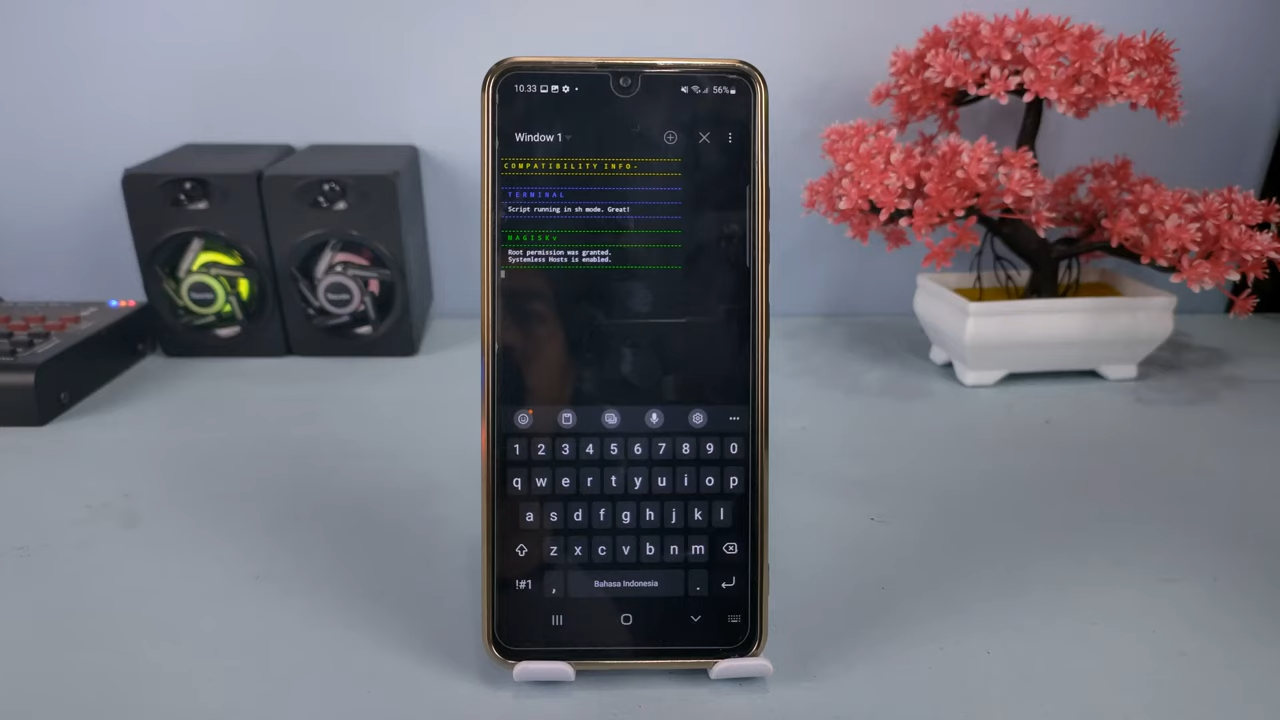 10.33 56%
Window 1
COMPATIBILITY INFO-
TERMINAL
Script running in sh mode. Great!
MAGISKv
Root permission was granted.
Systemless Hosts is enabled.
1 2 3 4 5 6 7 8 9 0
q w e r t y u i o p
a s d f g h j k l
z x c v b n m
!#1 , Bahasa Indonesia .